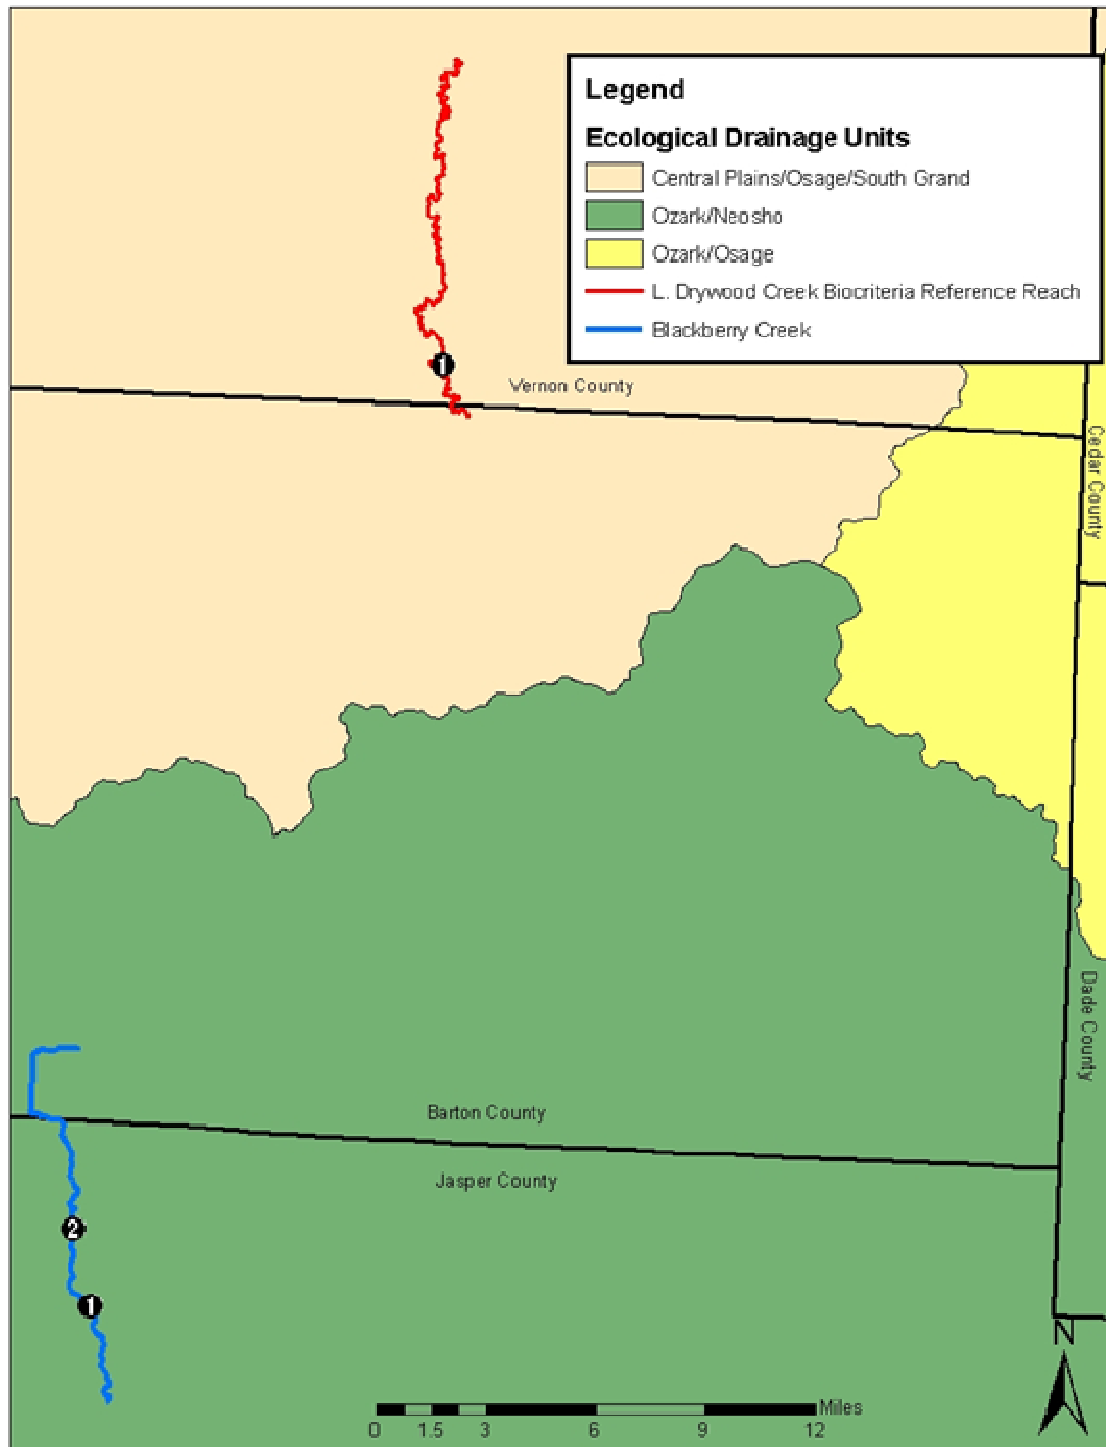 Legend
Ecological Drainage Units
Central Plains/Osage/South Grand
Ozark/Neosho
Ozark/Osage
L. Drywood Creek Biocriteria Reference Reach
Blackberry Creek
1
Vernon County
Cedar County
Dade County
Barton County
Jasper County
2
1
N
Miles
0 1.5 3 6 9 12